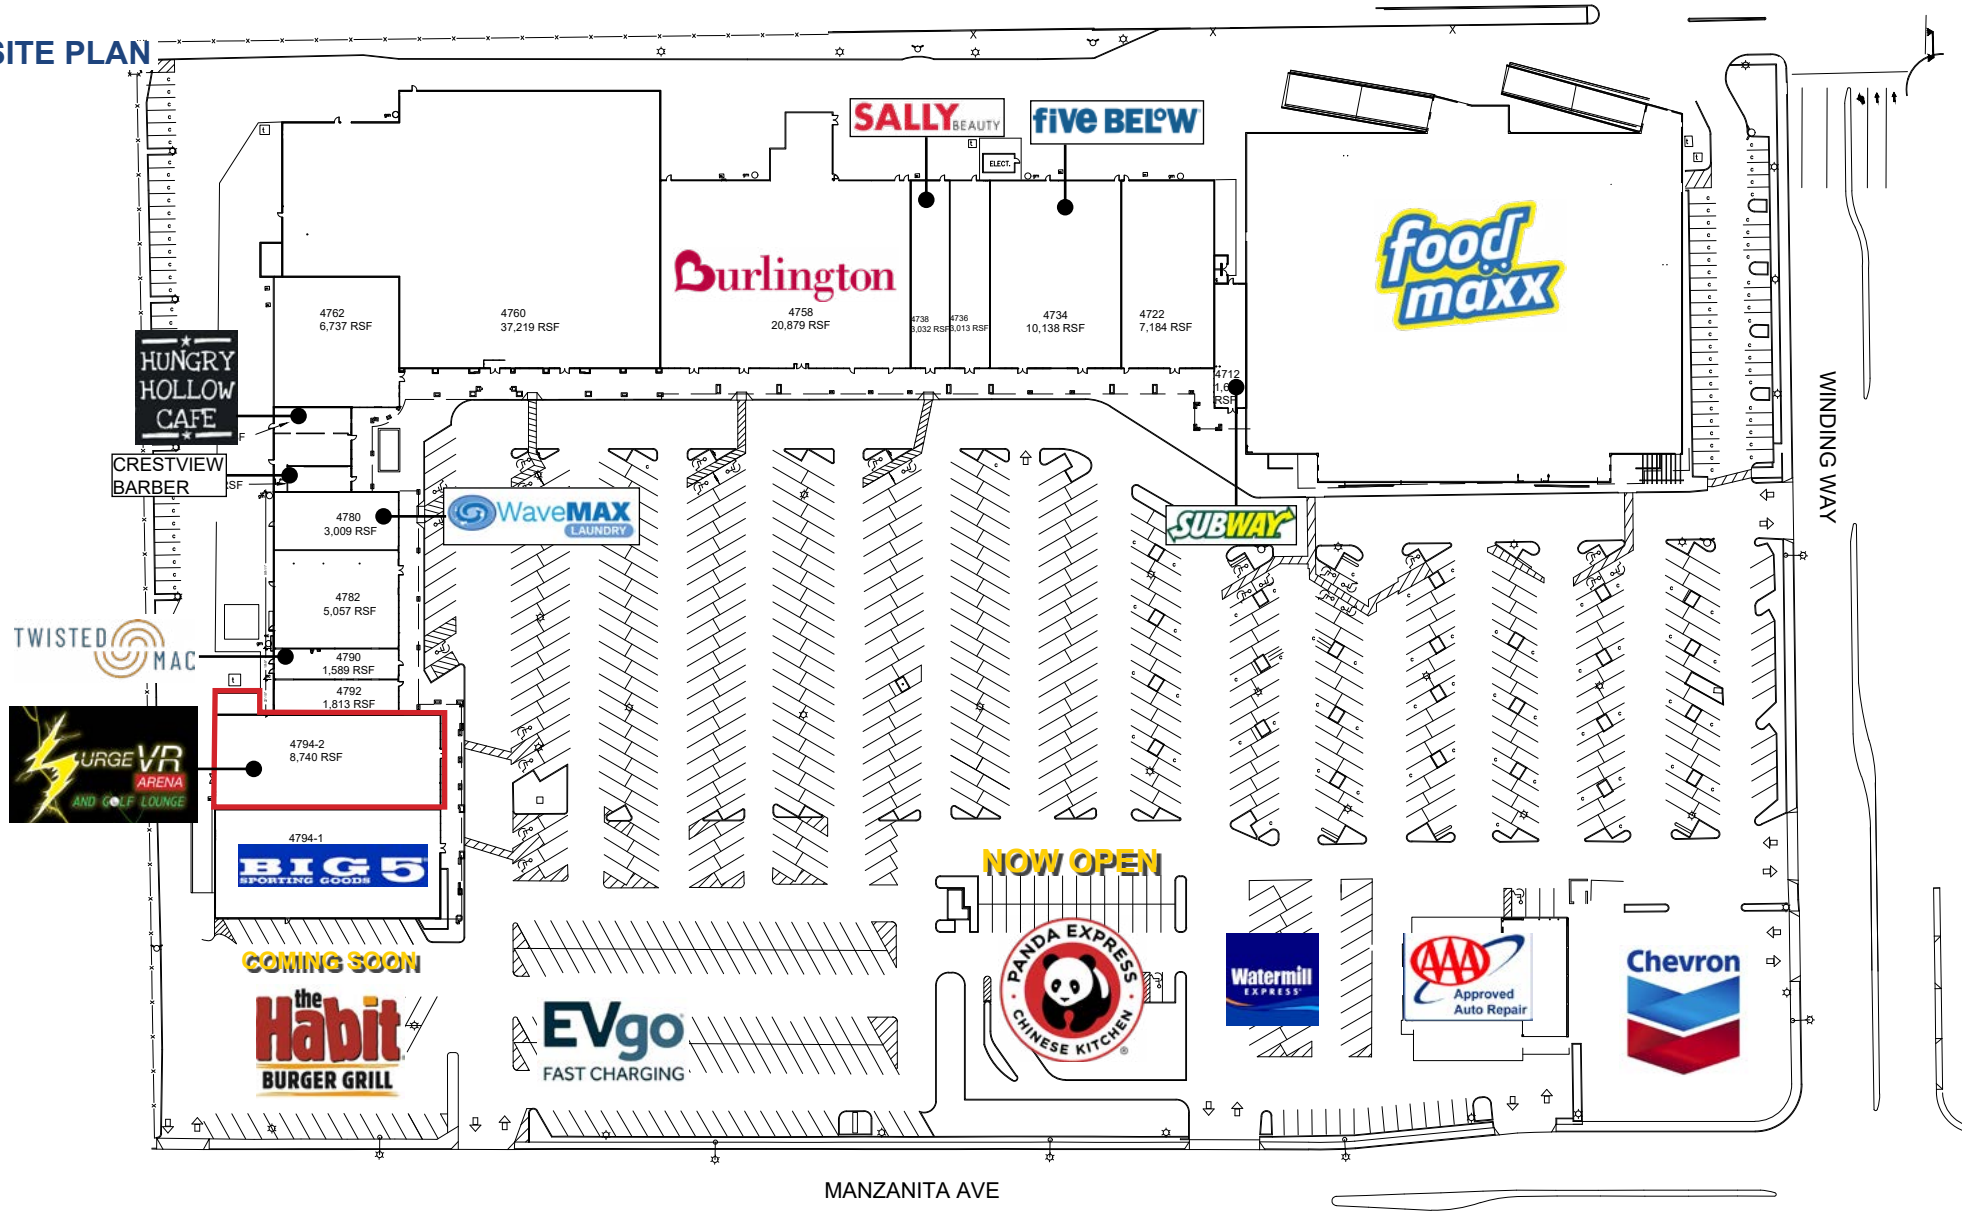 SITE PLAN
SALLY BEAUTY
five BELOW
ELECT.
food
maxx
Burlington
4762
6,737 RSF
4760
37,219 RSF
4758
20,879 RSF
4738
3,032 RSF
4736
3,013 RSF
4734
10,138 RSF
4722
7,184 RSF
4712
RSF
HUNGRY
HOLLOW
CAFE
CRESTVIEW
BARBER
4780
3,009 RSF
WaveMAX
LAUNDRY
SUBWAY
WINDING WAY
4782
5,057 RSF
TWISTED
MAC
4790
1,589 RSF
4792
1,813 RSF
SURGE VR
ARENA
AND GOLF LOUNGE
4794-2
8,740 RSF
4794-1
BIG 5
SPORTING GOODS
COMING SOON
the
Habit
BURGER GRILL
EVgo
FAST CHARGING
NOW OPEN
PANDA EXPRESS
CHINESE KITCHEN
Watermill
EXPRESS
AAA
Approved
Auto Repair
Chevron
MANZANITA AVE